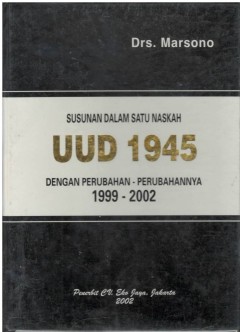 Drs. Marsono
SUSUNAN DALAM SATU NASKAH
UUD 1945
DENGAN PERUBAHAN - PERUBAHANNYA
1999 - 2002
Penerbit CV. Eko Jaya, Jakarta
2002